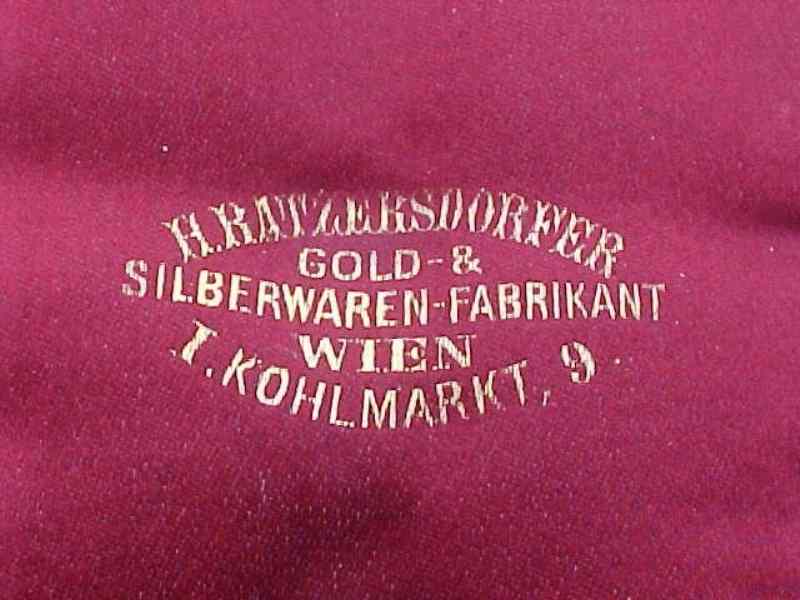 H. RATZERSDORFER
GOLD- &
SILBERWAREN-FABRIKANT
WIEN
I. KOHLMARKT, 9